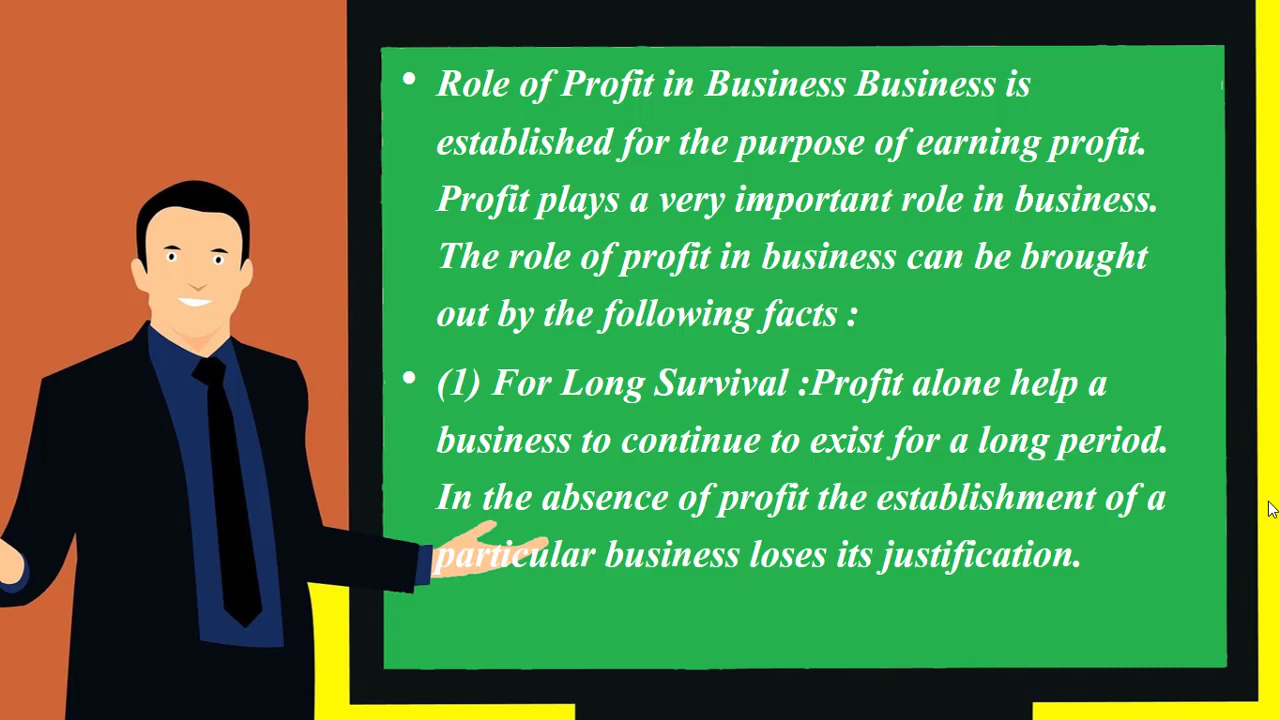 • Role of Profit in Business Business is
established for the purpose of earning profit.
Profit plays a very important role in business.
The role of profit in business can be brought
out by the following facts :
• (1) For Long Survival :Profit alone help a
business to continue to exist for a long period.
In the absence of profit the establishment of a
particular business loses its justification.